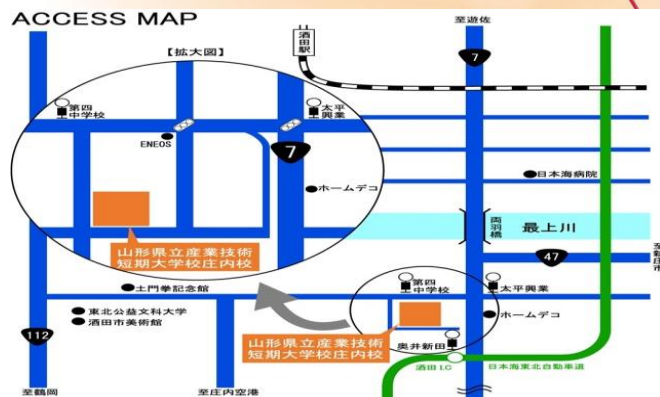 ACCESS MAP
至遊佐
酒田駅
7
【拡大図】
第四
中学校
太平
興業
ENEOS
7
ホームデコ
日本海病院
両羽橋
最上川
山形県立産業技術
短期大学校庄内校
47
至新庄市
土門拳記念館
第四
中学校
太平興業
東北公益文科大学
酒田市美術館
ホームデコ
112
山形県立産業技術
短期大学校庄内校
奥井新田
酒田 I.C
日本海東北自動車道
至鶴岡
至庄内空港